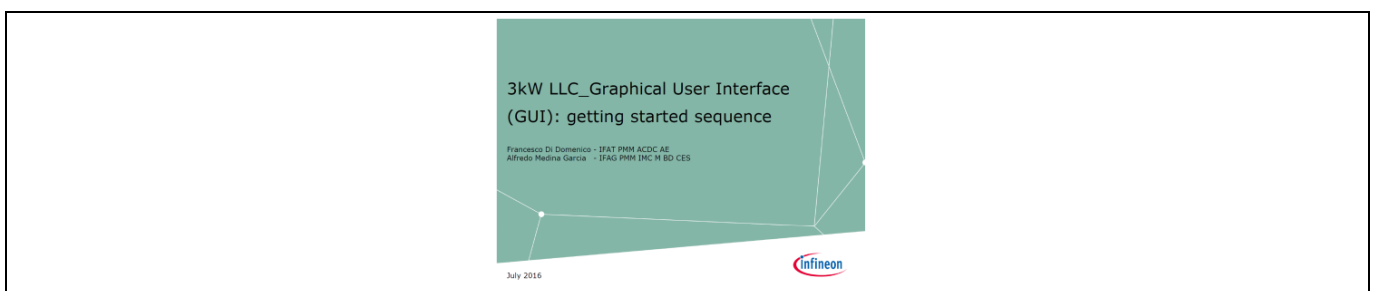 3kW LLC_Graphical User Interface
(GUI): getting started sequence
Francesco Di Domenico - IFAT PMM ACDC AE
Alfredo Medina Garcia - IFAG PMM IMC M BD CES
July 2016
infineon